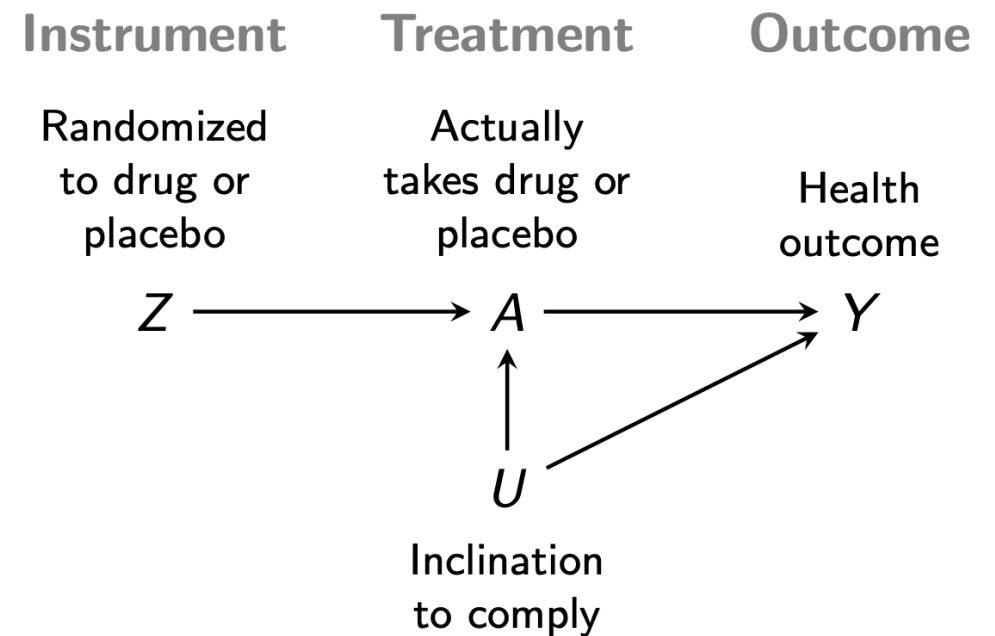 Instrument
Treatment
Outcome
Randomized
to drug or
placebo
Actually
takes drug or
placebo
Health
outcome
Z
A
Y
U
Inclination
to comply